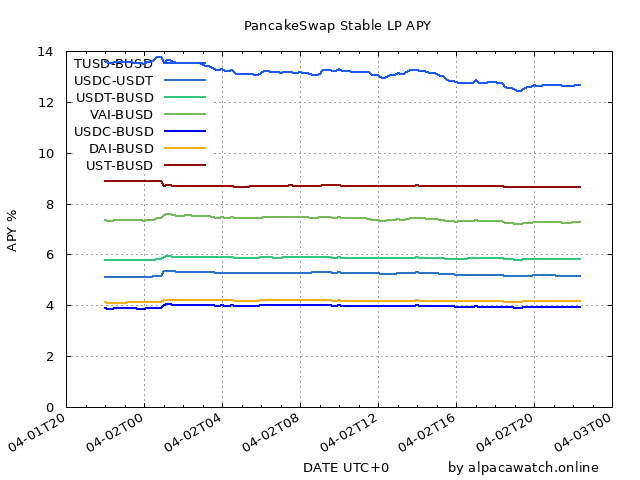 PancakeSwap Stable LP APY
14
12
10
8
6
4
2
0
APY %
TUSD-BUSD
USDC-USDT
USDT-BUSD
VAI-BUSD
USDC-BUSD
DAI-BUSD
UST-BUSD
04-01T20
04-02T00
04-02T04
04-02T08
04-02T12
04-02T16
04-02T20
04-03T00
DATE UTC+0
by alpacawatch.online